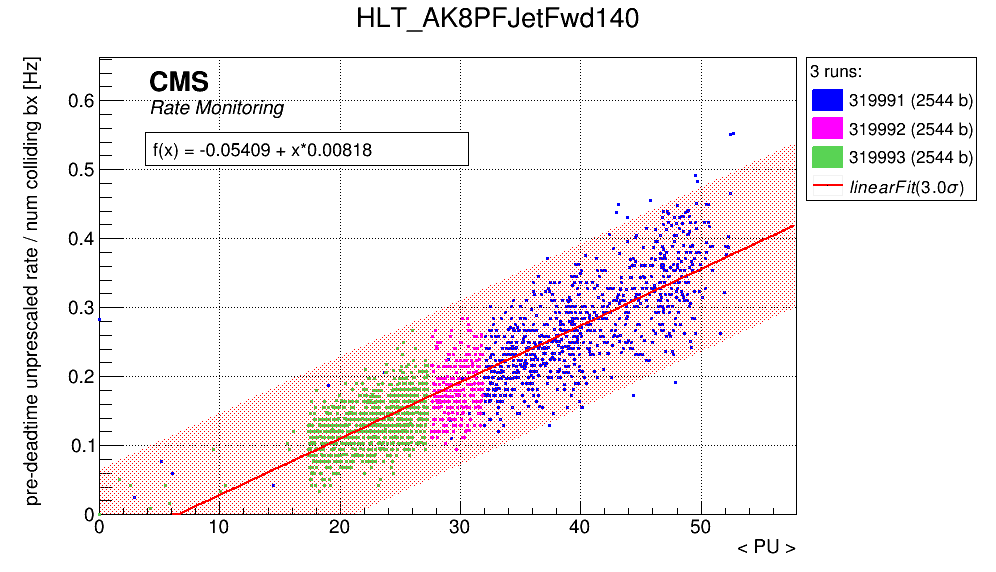 HLT_AK8PFJetFwd140
pre-deadtime unprescaled rate / num colliding bx [Hz]
CMS
Rate Monitoring
f(x) = -0.05409 + x*0.00818
0.6
0.5
0.4
0.3
0.2
0.1
0
0 10 20 30 40 50
< PU >
3 runs:
319991 (2544 b)
319992 (2544 b)
319993 (2544 b)
linearFit(3.0σ)